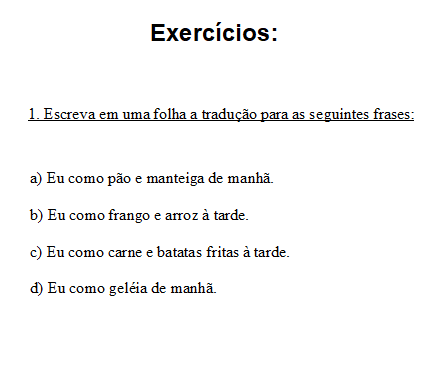 Exercícios:
1. Escreva em uma folha a tradução para as seguintes frases:
a) Eu como pão e manteiga de manhã.
b) Eu como frango e arroz à tarde.
c) Eu como carne e batatas fritas à tarde.
d) Eu como geléia de manhã.